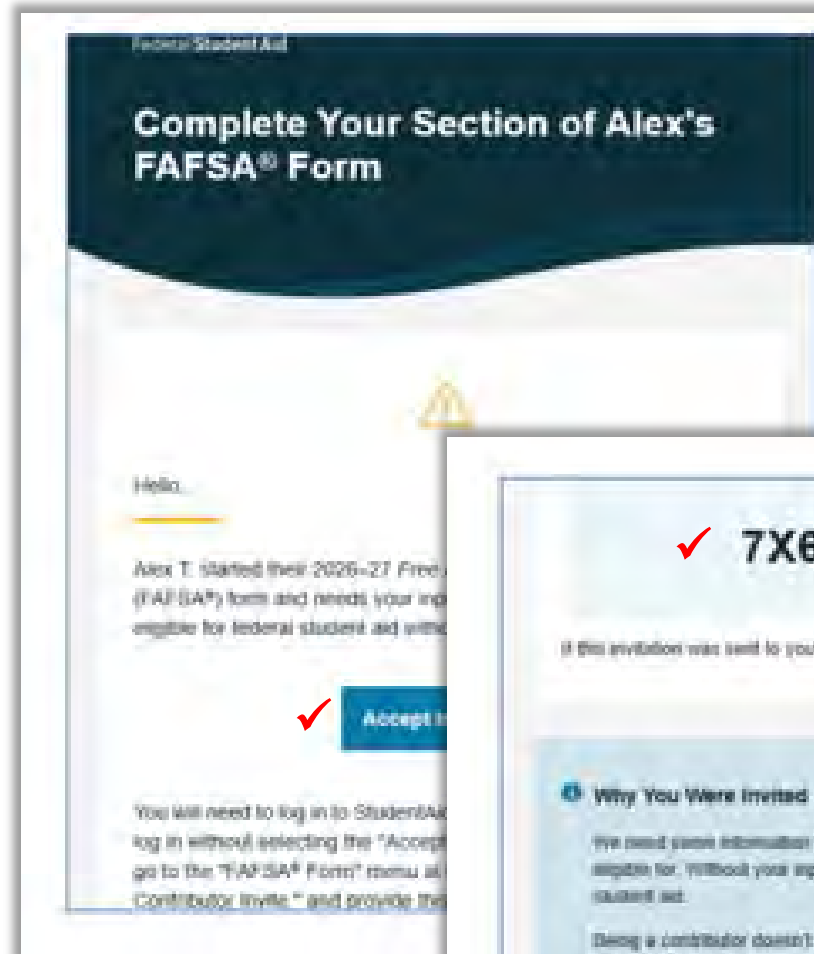 Federal Student Aid
Complete Your Section of Alex's
FAFSA® Form
Hello,
Alex T. started their 2026–27 Free
(FAFSA®) form and needs your inp
eligible for federal student aid witho
Accept In
You will need to log in to StudentAid
log in without selecting the "Accept
go to the "FAFSA® Form" menu at
Contributor Invite," and provide the
7X6
If this invitation was sent to you
Why You Were Invited
We need your information
eligible for. Without your inp
student aid.
Being a contributor doesn't